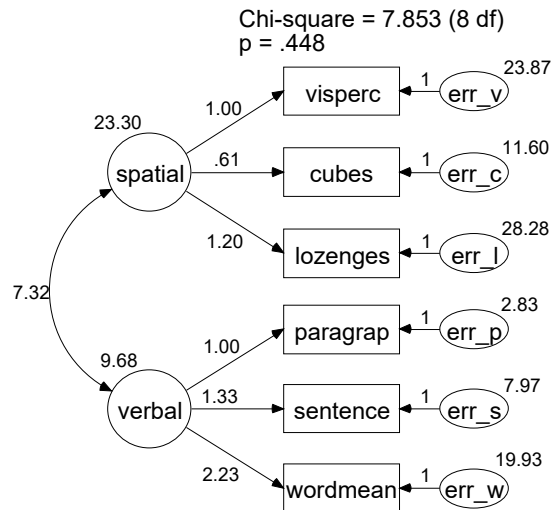 Chi-square = 7.853 (8 df)
p = .448
23.87
visperc
1
err_v
1.00
23.30
11.60
spatial
.61
cubes
1
err_c
28.28
1.20
lozenges
1
err_l
7.32
2.83
paragrap
1
err_p
1.00
9.68
7.97
verbal
1.33
sentence
1
err_s
19.93
2.23
wordmean
1
err_w